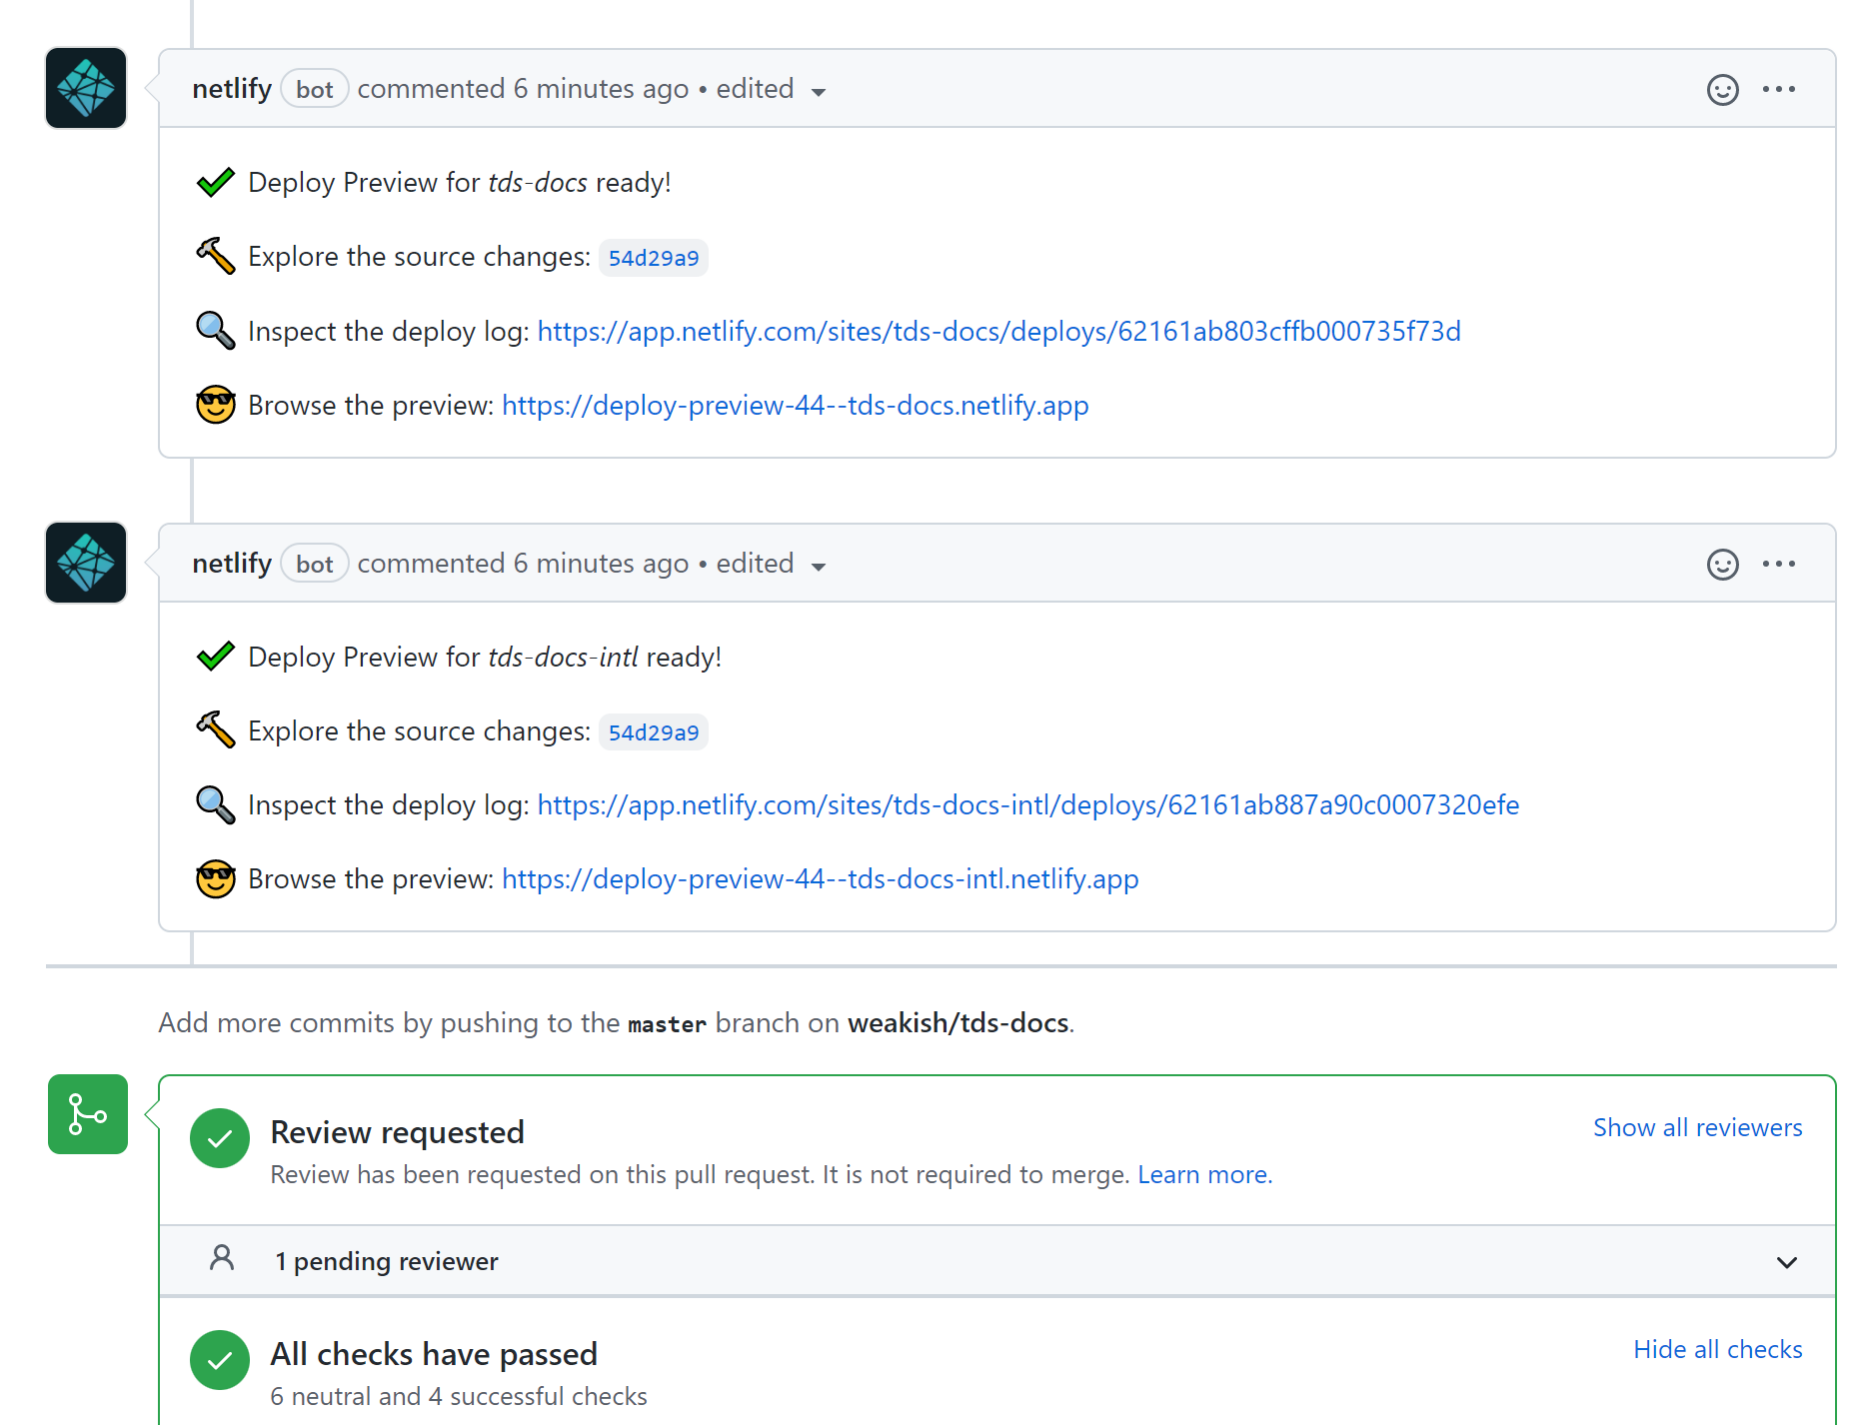 netlify bot commented 6 minutes ago • edited
Deploy Preview for tds-docs ready!
Explore the source changes: 54d29a9
Inspect the deploy log: https://app.netlify.com/sites/tds-docs/deploys/62161ab803cffb000735f73d
Browse the preview: https://deploy-preview-44--tds-docs.netlify.app
netlify bot commented 6 minutes ago • edited
Deploy Preview for tds-docs-intl ready!
Explore the source changes: 54d29a9
Inspect the deploy log: https://app.netlify.com/sites/tds-docs-intl/deploys/62161ab887a90c0007320efe
Browse the preview: https://deploy-preview-44--tds-docs-intl.netlify.app
Add more commits by pushing to the master branch on weakish/tds-docs.
Review requested
Show all reviewers
Review has been requested on this pull request. It is not required to merge. Learn more.
1 pending reviewer
All checks have passed
Hide all checks
6 neutral and 4 successful checks